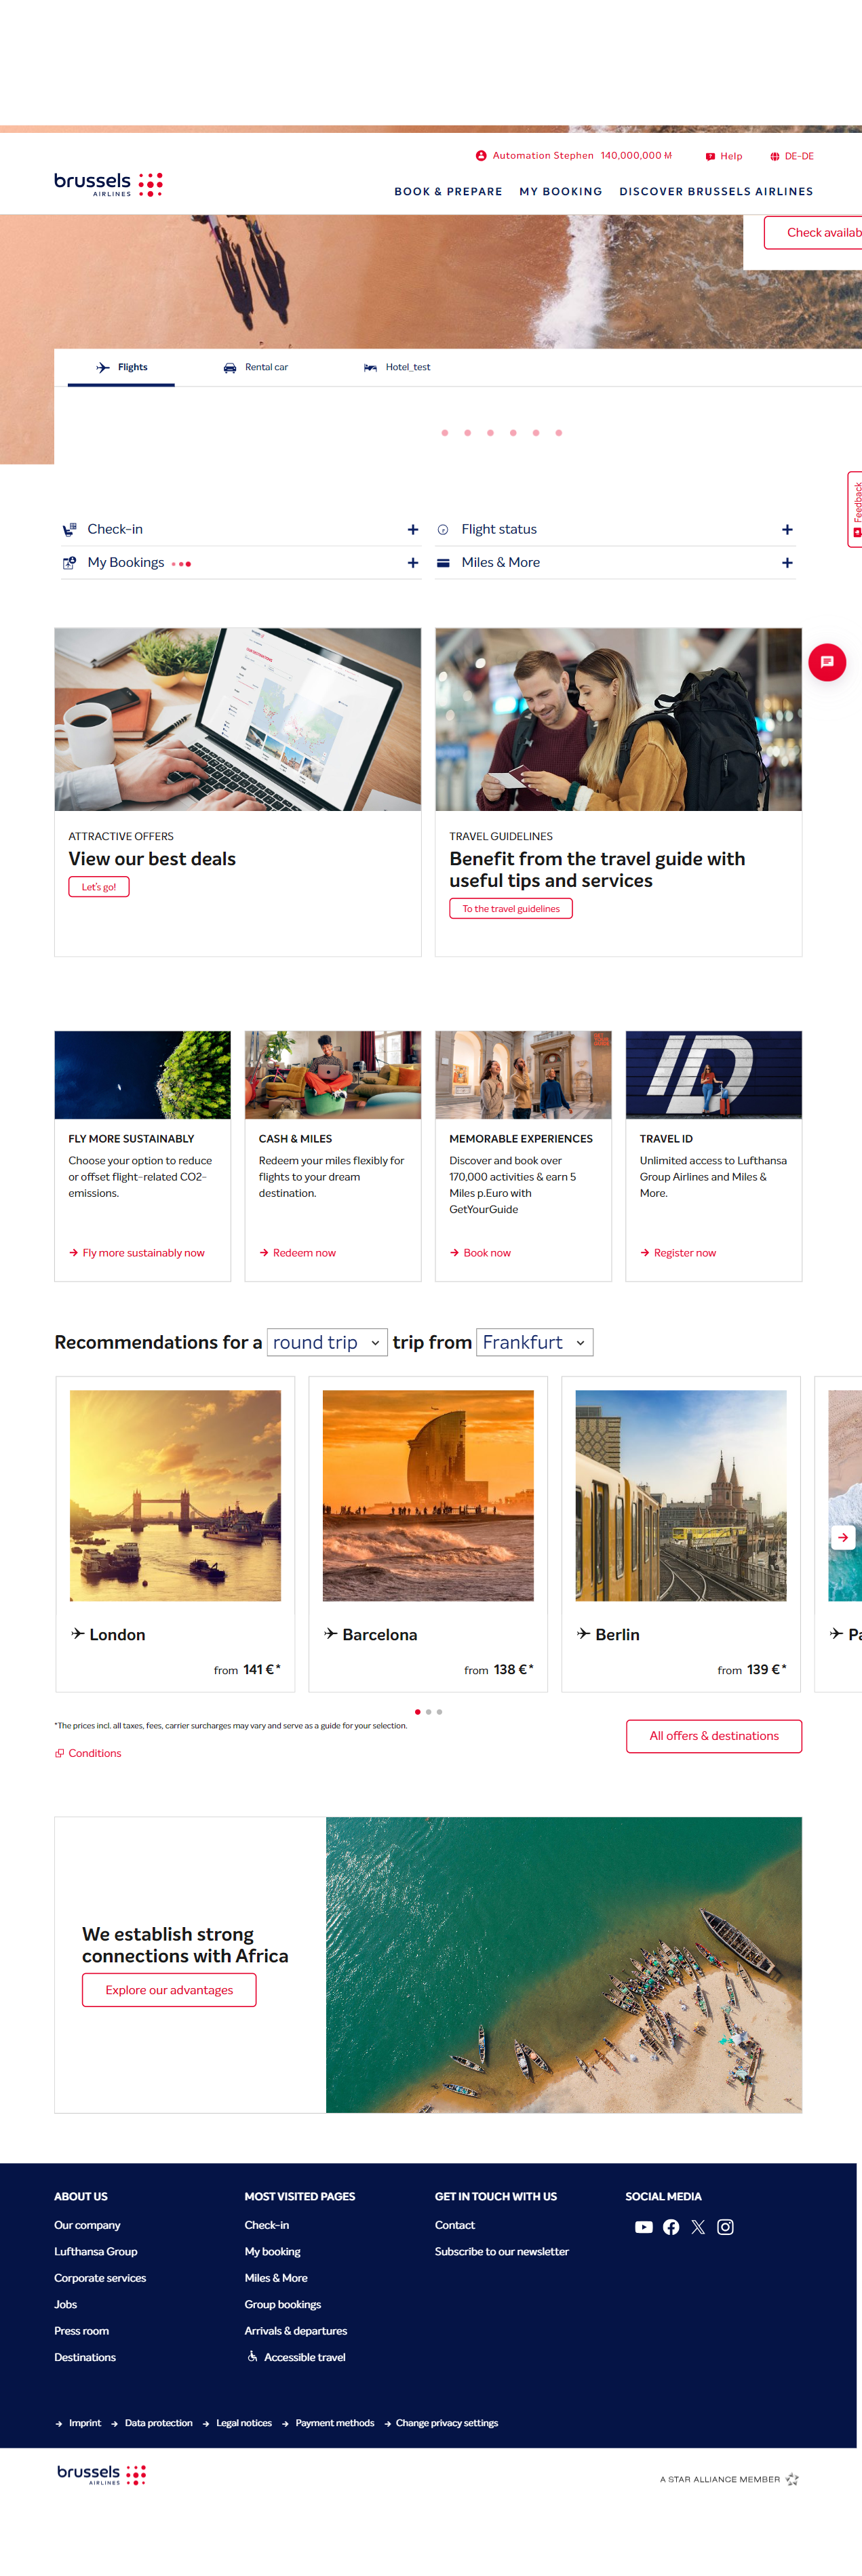 Automation Stephen 140,000,000 M
Help
DE-DE
brussels
AIRLINES
BOOK & PREPARE
MY BOOKING
DISCOVER BRUSSELS AIRLINES
Check availab
Flights
Rental car
Hotel_test
Feedback
Check-in
Flight status
My Bookings
Miles & More
ATTRACTIVE OFFERS
View our best deals
Let's go!
TRAVEL GUIDELINES
Benefit from the travel guide with
useful tips and services
To the travel guidelines
FLY MORE SUSTAINABLY
Choose your option to reduce
or offset flight-related CO2-
emissions.
Fly more sustainably now
CASH & MILES
Redeem your miles flexibly for
flights to your dream
destination.
Redeem now
MEMORABLE EXPERIENCES
Discover and book over
170,000 activities & earn 5
Miles p.Euro with
GetYourGuide
Book now
ID
TRAVEL ID
Unlimited access to Lufthansa
Group Airlines and Miles &
More.
Register now
Recommendations for a round trip trip from Frankfurt
London
from 141 €*
Barcelona
from 138 €*
Berlin
from 139 €*
Pa
*The prices incl. all taxes, fees, carrier surcharges may vary and serve as a guide for your selection.
All offers & destinations
Conditions
We establish strong
connections with Africa
Explore our advantages
ABOUT US
Our company
Lufthansa Group
Corporate services
Jobs
Press room
Destinations
MOST VISITED PAGES
Check-in
My booking
Miles & More
Group bookings
Arrivals & departures
Accessible travel
GET IN TOUCH WITH US
Contact
Subscribe to our newsletter
SOCIAL MEDIA
Imprint
Data protection
Legal notices
Payment methods
Change privacy settings
brussels
AIRLINES
A STAR ALLIANCE MEMBER